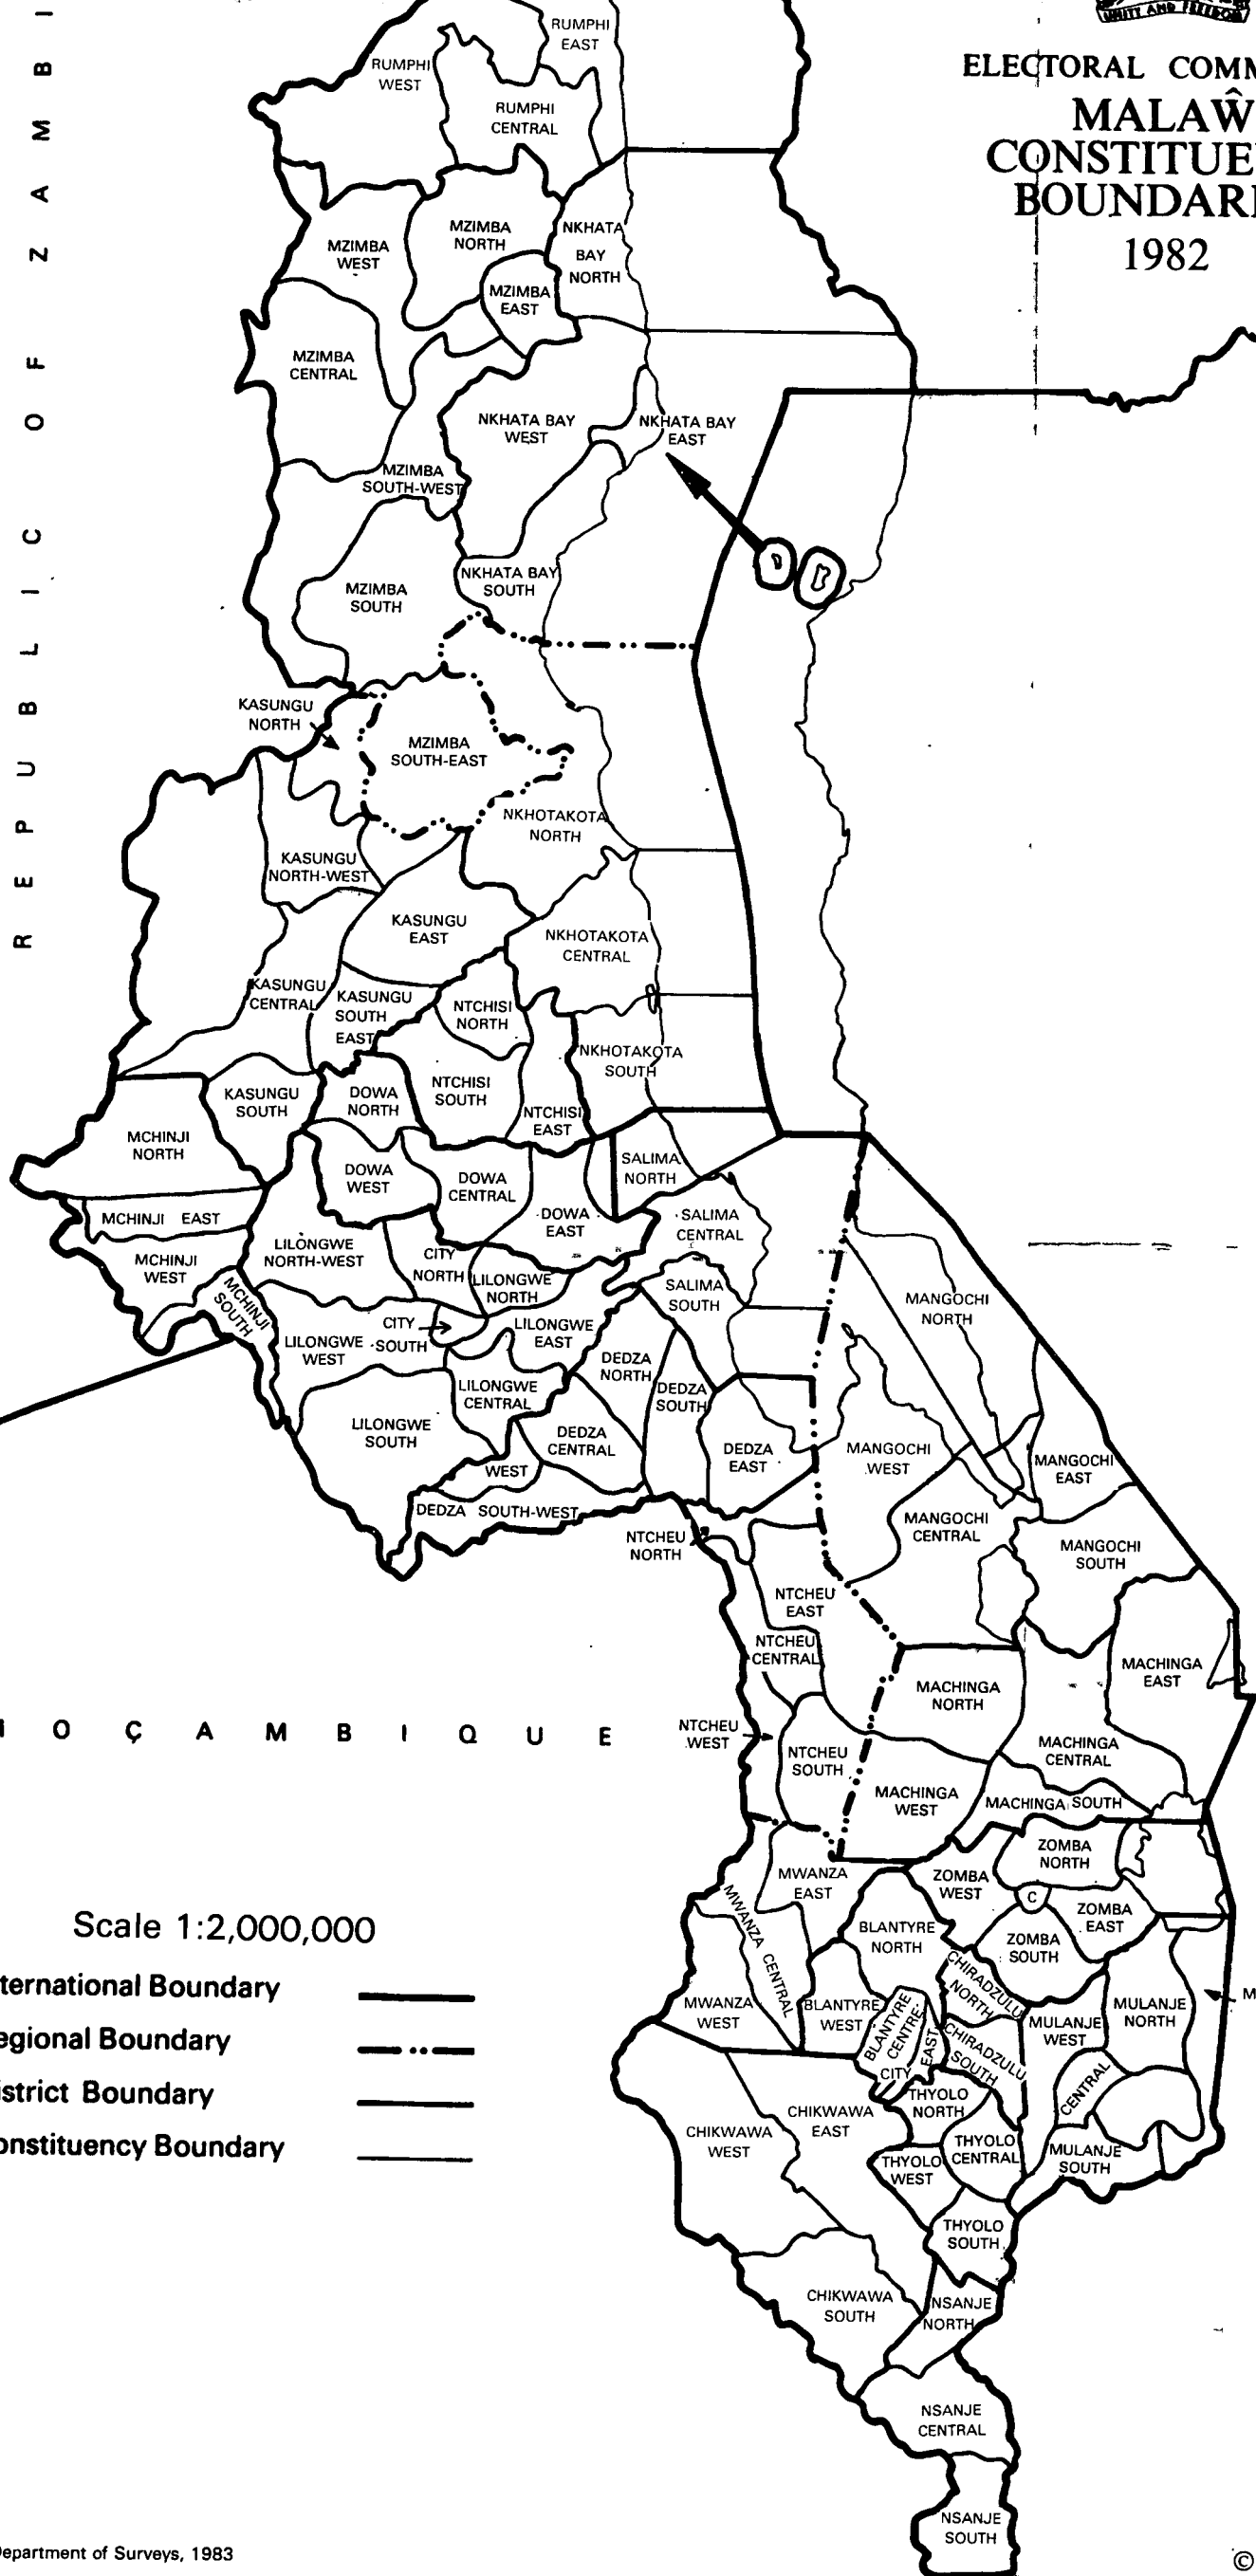 UNITY AND FREEDOM
ELECTORAL COMM
MALAŴ
CONSTITUE
BOUNDARI
1982
REPUBLIC OF ZAMBI
RUMPHI
EAST
RUMPHI
WEST
RUMPHI
CENTRAL
MZIMBA
NORTH
NKHATA
BAY
NORTH
MZIMBA
WEST
MZIMBA
EAST
MZIMBA
CENTRAL
NKHATA BAY
WEST
NKHATA BAY
EAST
MZIMBA
SOUTH-WEST
NKHATA BAY
SOUTH
MZIMBA
SOUTH
KASUNGU
NORTH
MZIMBA
SOUTH-EAST
NKHOTAKOTA
NORTH
KASUNGU
NORTH-WEST
KASUNGU
EAST
NKHOTAKOTA
CENTRAL
KASUNGU
CENTRAL
KASUNGU
SOUTH
EAST
NTCHISI
NORTH
NKHOTAKOTA
SOUTH
KASUNGU
SOUTH
DOWA
NORTH
NTCHISI
SOUTH
NTCHISI
EAST
MCHINJI
NORTH
DOWA
WEST
DOWA
CENTRAL
SALIMA
NORTH
MCHINJI EAST
DOWA
EAST
SALIMA
CENTRAL
MCHINJI
WEST
LILONGWE
NORTH-WEST
CITY
NORTH
LILONGWE
NORTH
SALIMA
SOUTH
MANGOCHI
NORTH
MCHINJI
SOUTH
CITY
SOUTH
LILONGWE
WEST
LILONGWE
EAST
DEDZA
NORTH
DEDZA
SOUTH
LILONGWE
CENTRAL
LILONGWE
SOUTH
DEDZA
CENTRAL
DEDZA
EAST
MANGOCHI
WEST
MANGOCHI
EAST
WEST
DEDZA SOUTH-WEST
MANGOCHI
CENTRAL
NTCHEU
NORTH
MANGOCHI
SOUTH
NTCHEU
EAST
NTCHEU
CENTRAL
MACHINGA
EAST
MACHINGA
NORTH
OÇAMBIQUE
NTCHEU
WEST
NTCHEU
SOUTH
MACHINGA
CENTRAL
MACHINGA
WEST
MACHINGA SOUTH
ZOMBA
NORTH
MWANZA
EAST
ZOMBA
WEST
C
ZOMBA
EAST
MWANZA CENTRAL
BLANTYRE
NORTH
ZOMBA
SOUTH
CHIRADZULU
NORTH
M
MWANZA
WEST
BLANTYRE
WEST
BLANTYRE
CENTRE
EAST
CITY
CHIRADZULU
SOUTH
MULANJE
WEST
MULANJE
NORTH
CENTRAL
THYOLO
NORTH
CHIKWAWA
EAST
CHIKWAWA
WEST
THYOLO
CENTRAL
THYOLO
WEST
MULANJE
SOUTH
THYOLO
SOUTH
CHIKWAWA
SOUTH
NSANJE
NORTH
NSANJE
CENTRAL
NSANJE
SOUTH
Scale 1:2,000,000
ternational Boundary
egional Boundary
istrict Boundary
onstituency Boundary
epartment of Surveys, 1983
©